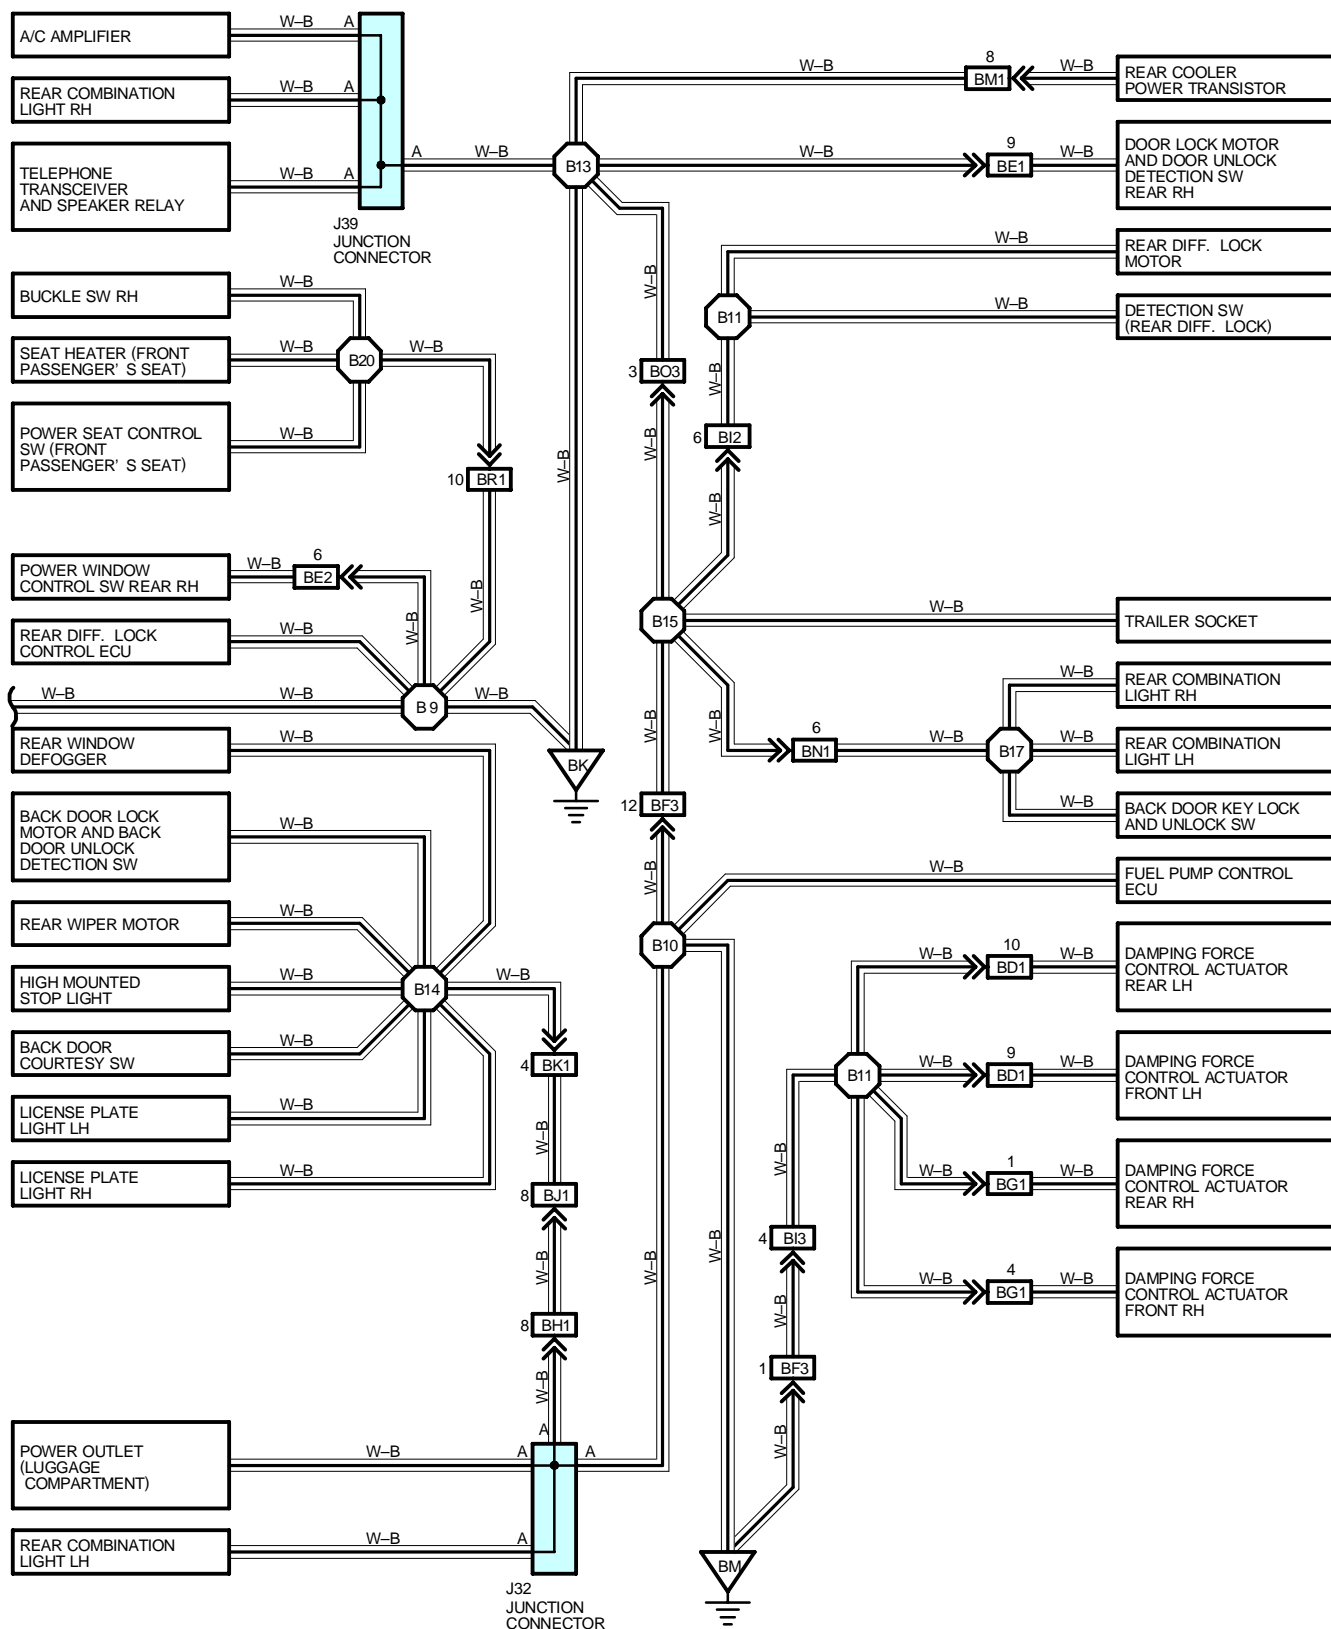 W–B A
A/C AMPLIFIER
REAR COMBINATION
LIGHT RH
W–B A
TELEPHONE
TRANSCEIVER
AND SPEAKER RELAY
W–B A
A W–B
J39
JUNCTION
CONNECTOR
B13
W–B
8
BM1
W–B
REAR COOLER
POWER TRANSISTOR
W–B
9
BE1
W–B
DOOR LOCK MOTOR
AND DOOR UNLOCK
DETECTION SW
REAR RH
W–B
REAR DIFF. LOCK
MOTOR
B11
W–B
DETECTION SW
(REAR DIFF. LOCK)
W–B
3 BO3
W–B
W–B
6 BI2
W–B
W–B
BUCKLE SW RH
W–B
SEAT HEATER (FRONT
PASSENGER' S SEAT)
W–B
B20
W–B
POWER SEAT CONTROL
SW (FRONT
PASSENGER' S SEAT)
W–B
10 BR1
W–B
POWER WINDOW
CONTROL SW REAR RH
W–B
6
BE2
W–B
REAR DIFF. LOCK
CONTROL ECU
W–B
W–B
W–B
B 9
W–B
BK
B15
W–B
TRAILER SOCKET
W–B
6
BN1
W–B
B17
W–B
REAR COMBINATION
LIGHT RH
W–B
REAR COMBINATION
LIGHT LH
W–B
BACK DOOR KEY LOCK
AND UNLOCK SW
W–B
12 BF3
W–B
REAR WINDOW
DEFOGGER
W–B
BACK DOOR LOCK
MOTOR AND BACK
DOOR UNLOCK
DETECTION SW
W–B
REAR WIPER MOTOR
W–B
HIGH MOUNTED
STOP LIGHT
W–B
B14
W–B
BACK DOOR
COURTESY SW
W–B
LICENSE PLATE
LIGHT LH
W–B
LICENSE PLATE
LIGHT RH
W–B
4 BK1
W–B
8 BJ1
W–B
8 BH1
W–B
A
B10
W–B
FUEL PUMP CONTROL
ECU
W–B
10
BD1
W–B
DAMPING FORCE
CONTROL ACTUATOR
REAR LH
B11
W–B
9
BD1
W–B
DAMPING FORCE
CONTROL ACTUATOR
FRONT LH
W–B
1
BG1
W–B
DAMPING FORCE
CONTROL ACTUATOR
REAR RH
W–B
4
BG1
W–B
DAMPING FORCE
CONTROL ACTUATOR
FRONT RH
W–B
4 BI3
W–B
1 BF3
W–B
W–B
W–B
POWER OUTLET
(LUGGAGE
COMPARTMENT)
W–B A
A
REAR COMBINATION
LIGHT LH
W–B A
J32
JUNCTION
CONNECTOR
BM